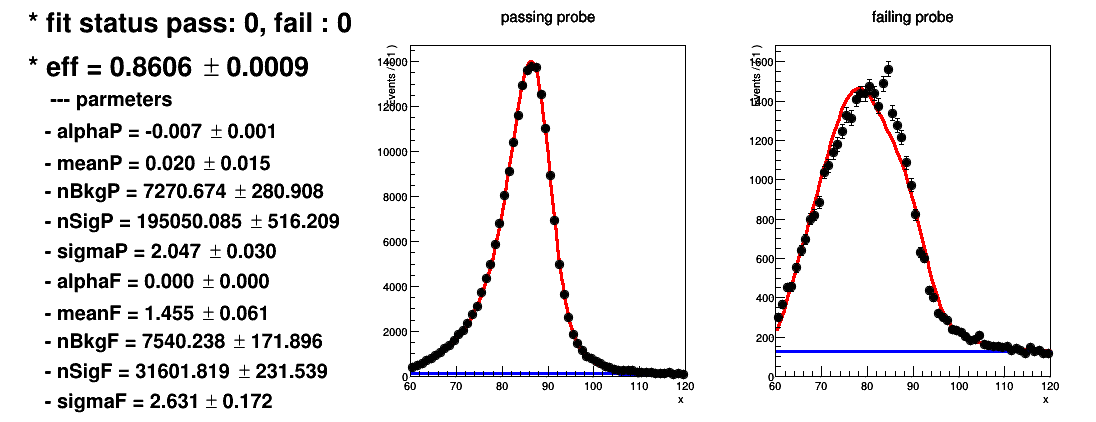 * fit status pass: 0, fail : 0
* eff = 0.8606 ± 0.0009
--- parmeters
- alphaP = -0.007 ± 0.001
- meanP = 0.020 ± 0.015
- nBkgP = 7270.674 ± 280.908
- nSigP = 195050.085 ± 516.209
- sigmaP = 2.047 ± 0.030
- alphaF = 0.000 ± 0.000
- meanF = 1.455 ± 0.061
- nBkgF = 7540.238 ± 171.896
- nSigF = 31601.819 ± 231.539
- sigmaF = 2.631 ± 0.172
passing probe
Events / ( 1 )
14000
12000
10000
8000
6000
4000
2000
0
60 70 80 90 100 110 120
x
failing probe
Events / ( 1 )
1600
1400
1200
1000
800
600
400
200
0
60 70 80 90 100 110 120
x